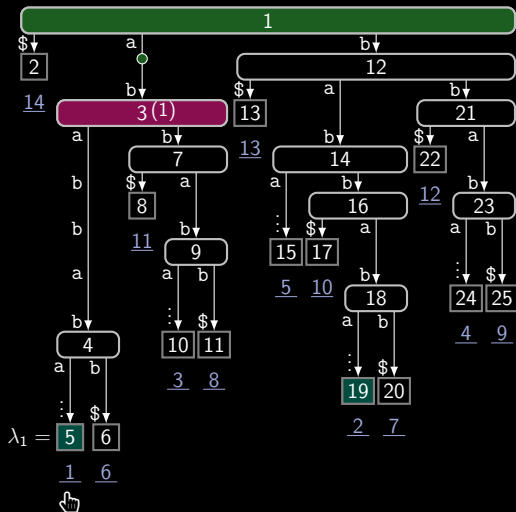 1
$ a b
2 12
14 b $ a b
3 (1) 13 21
a b 13 b $ a
7 14 22
b $ a a b 12 b
8 16 23
b 11 b ⋮ $ a a b
9 15 17 ⋮ $
a a b 5 10 b 24 25
b 18 4 9
4 ⋮ $ a b
a b 10 11 ⋮ $
3 8 19 20
⋮ $ 2 7
λ₁ = 5 6
1 6